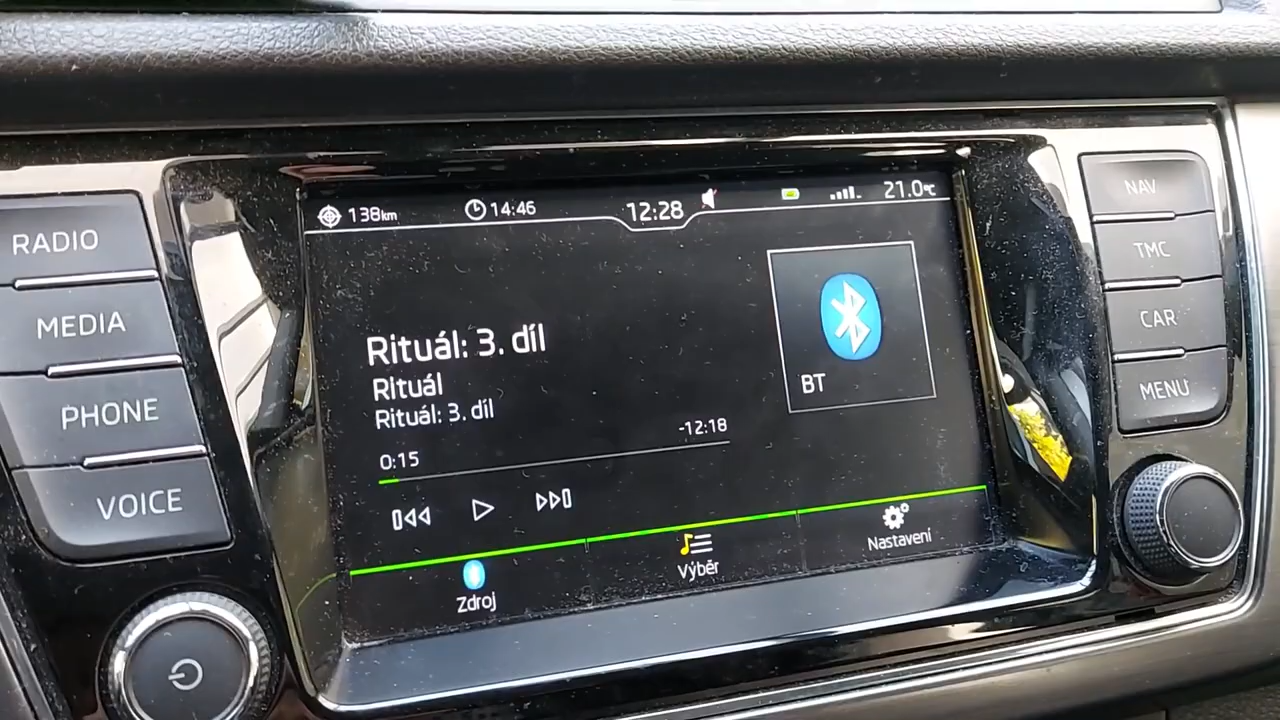 138km 14:46 12:28 21.0°C
RADIO
MEDIA
PHONE
VOICE
Rituál: 3. díl
Rituál
Rituál: 3. díl
0:15 -12:18
BT
Zdroj
Výběr
Nastavení
NAV
TMC
CAR
MENU